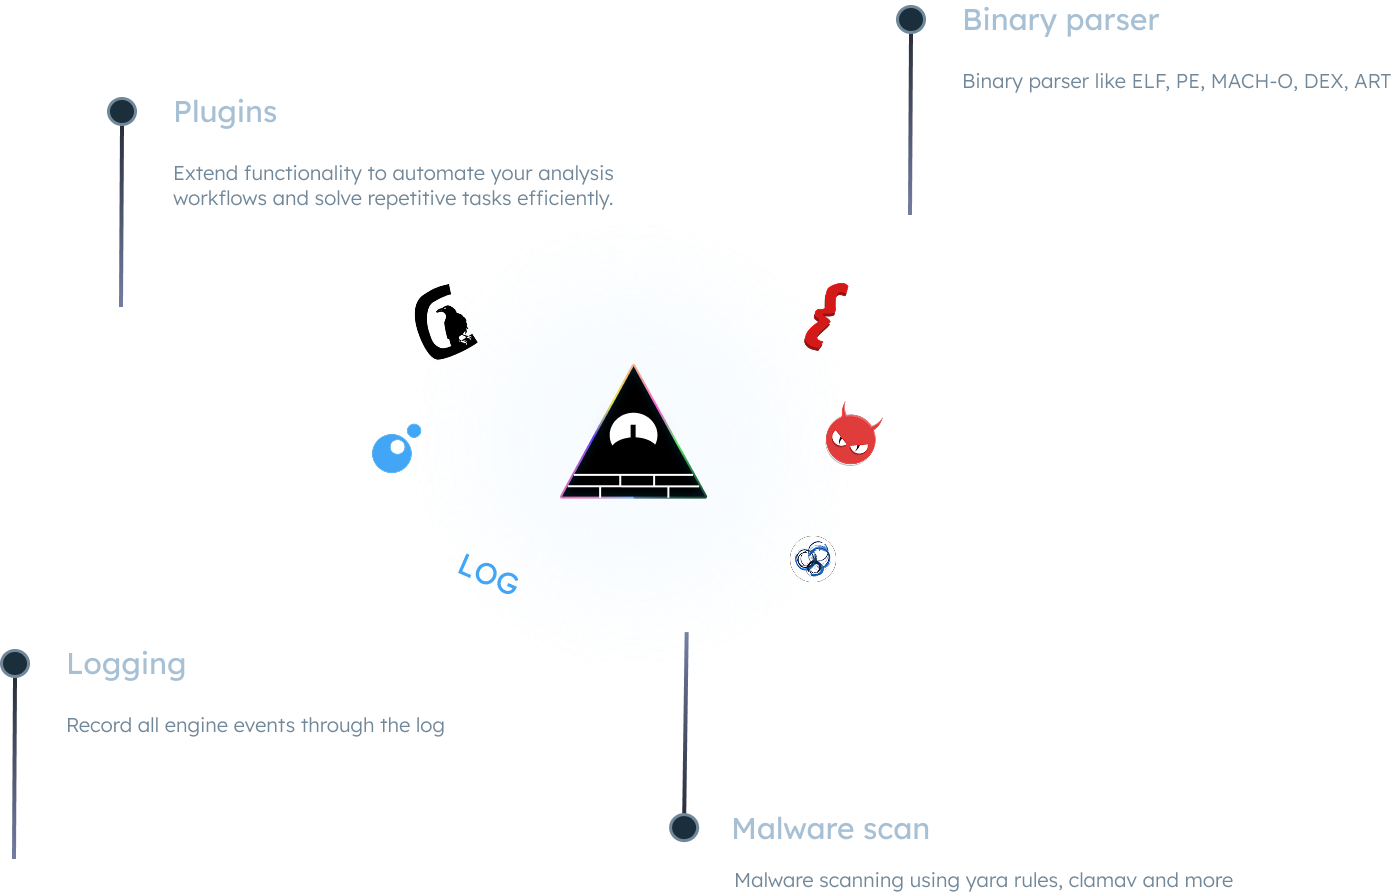 Binary parser
Binary parser like ELF, PE, MACH-O, DEX, ART
Plugins
Extend functionality to automate your analysis
workflows and solve repetitive tasks efficiently.
LOG
Logging
Record all engine events through the log
Malware scan
Malware scanning using yara rules, clamav and more